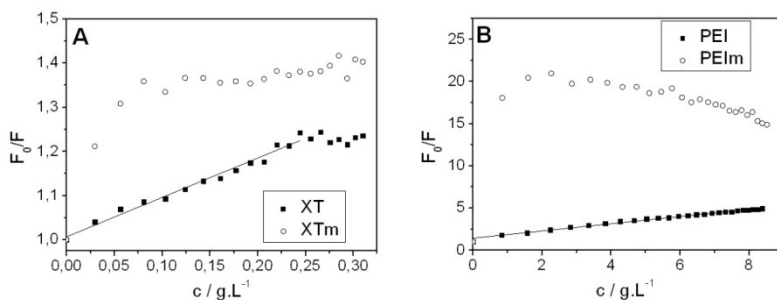 A
1,5
1,4
1,3
1,2
1,1
1,0
F₀/F
XT
XTm
0,00 0,05 0,10 0,15 0,20 0,25 0,30
c / g.L⁻¹
B
25
20
15
10
5
0
F₀/F
PEI
PEIm
0 2 4 6 8
c / g.L⁻¹